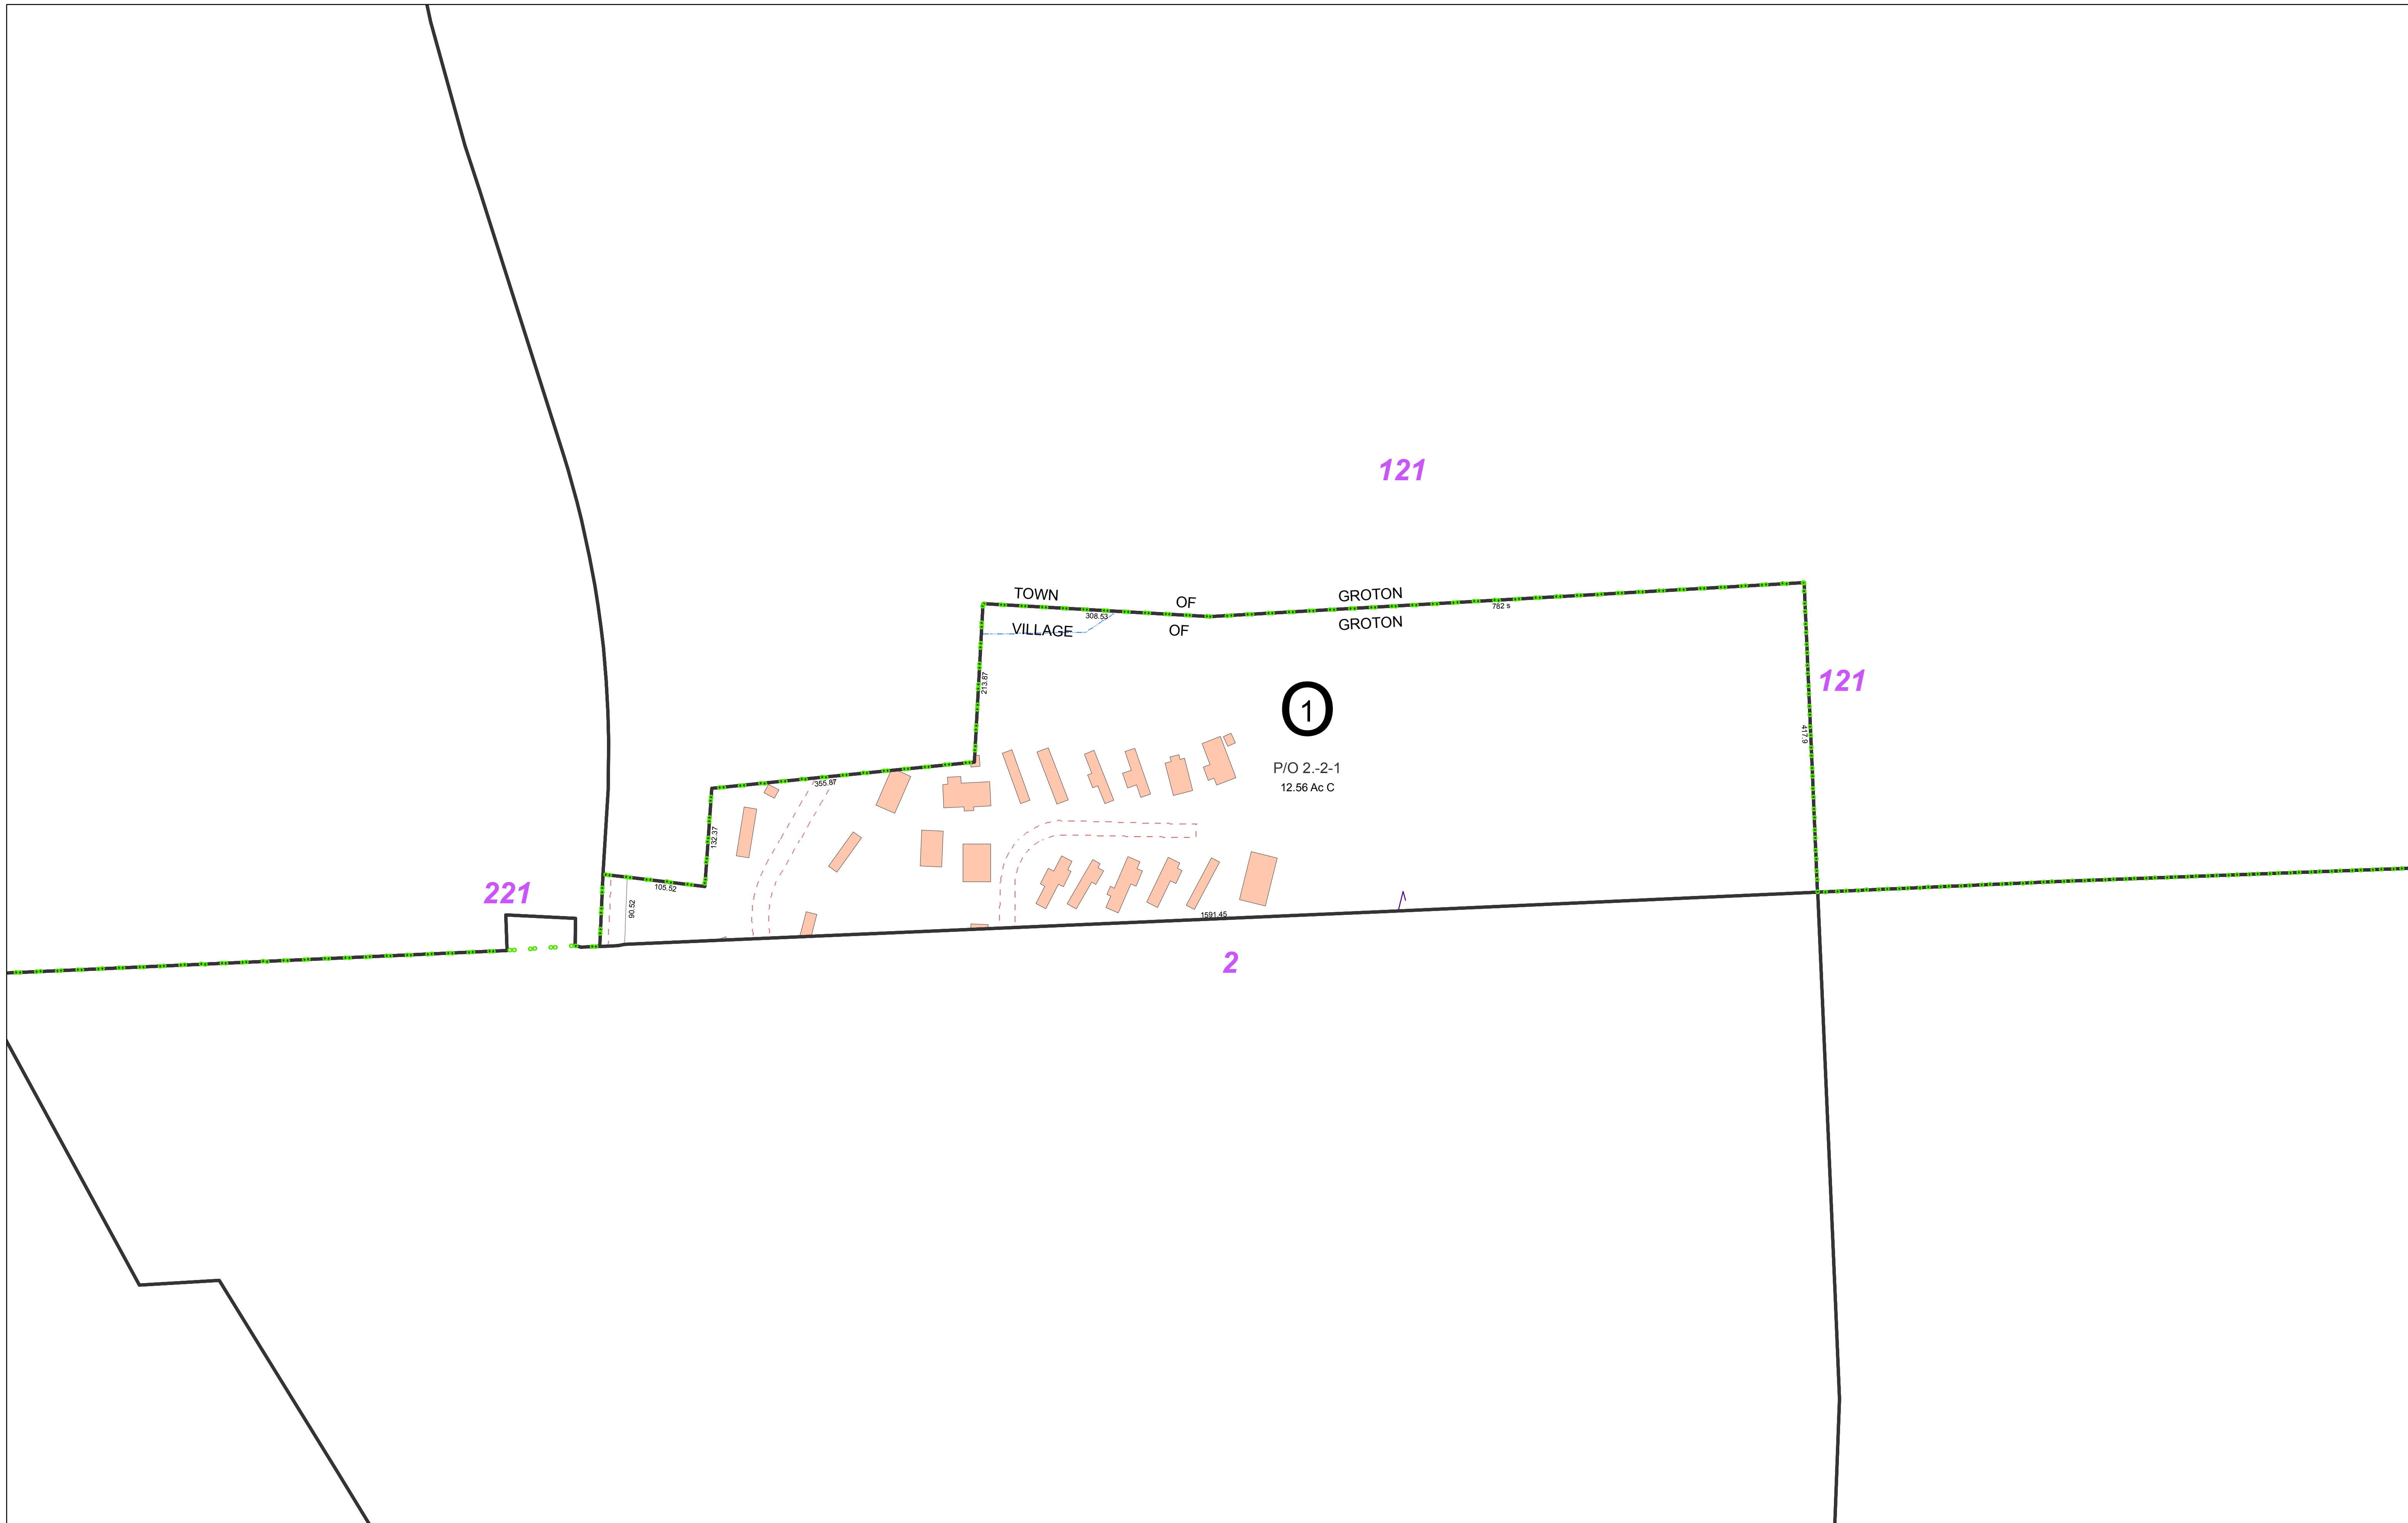 121
TOWN OF GROTON
782 s
308.53
VILLAGE OF GROTON
121
213.87
1
417.9
P/O 2.-2-1
355.87
12.56 Ac C
132.37
105.52
221
90.52
1591.45
2